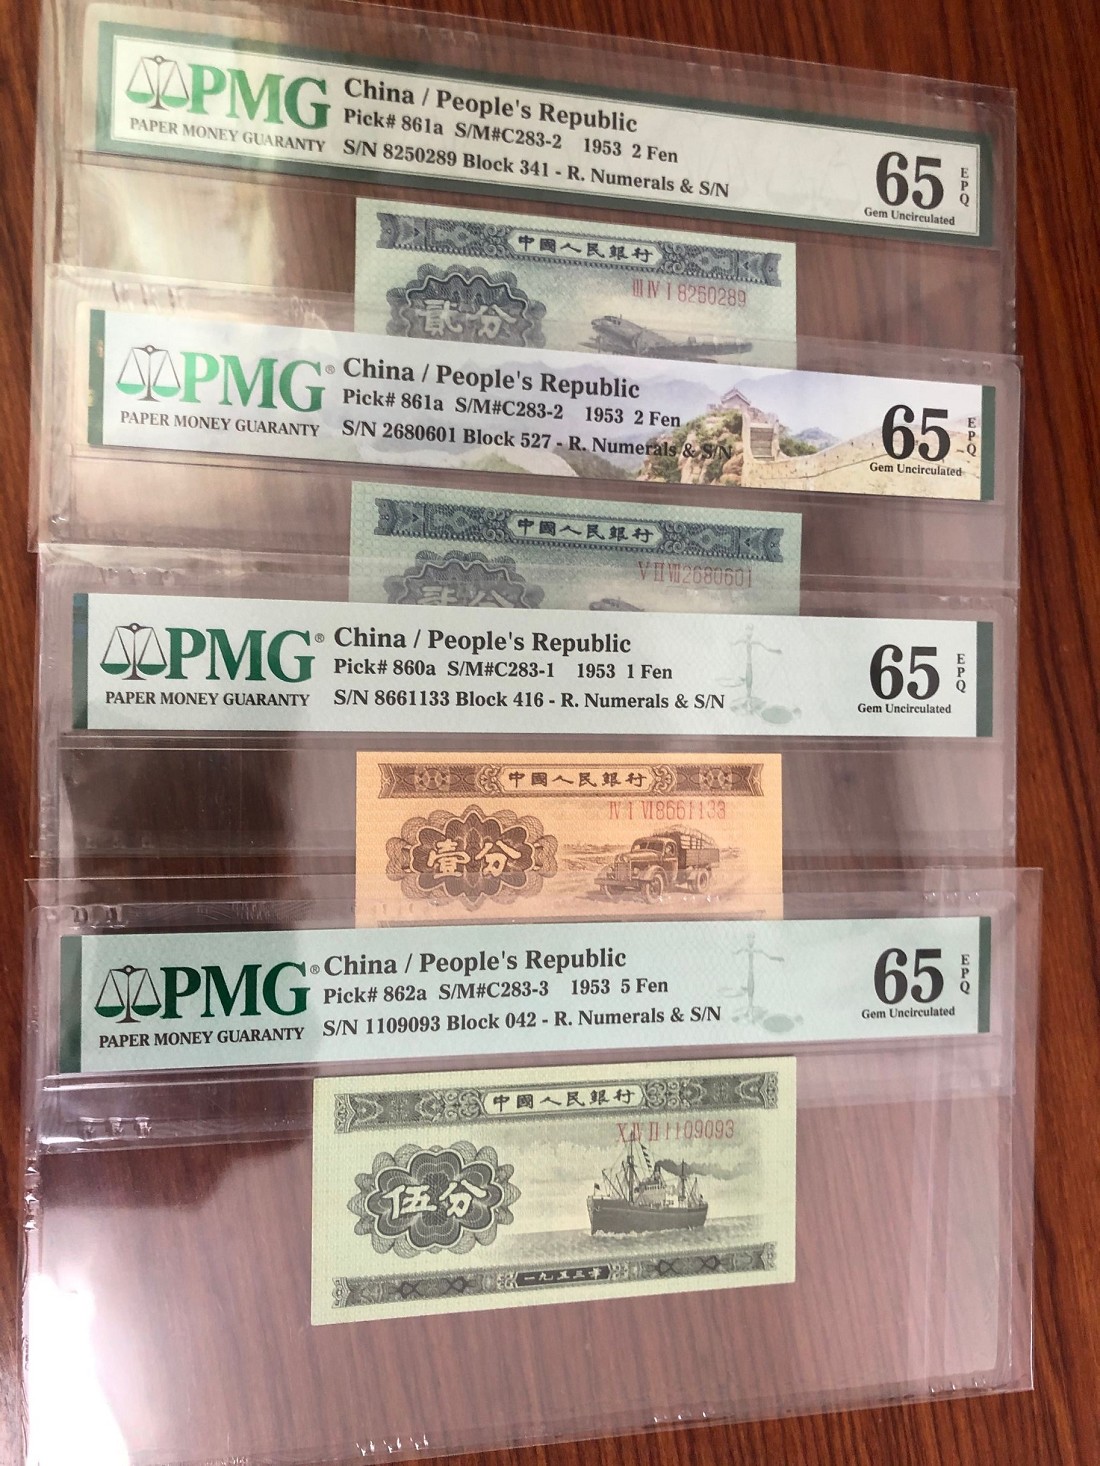 PMG
PAPER MONEY GUARANTY
China / People's Republic
Pick# 861a S/M#C283-2 1953 2 Fen
S/N 8250289 Block 341 - R. Numerals & S/N
65 EPQ
Gem Uncirculated
中國人民銀行
III IV I 8250289
貳分
PMG®
PAPER MONEY GUARANTY
China / People's Republic
Pick# 861a S/M#C283-2 1953 2 Fen
S/N 2680601 Block 527 - R. Numerals & S/N
65 EPQ
Gem Uncirculated
中國人民銀行
V II VII 2680601
貳分
PMG®
PAPER MONEY GUARANTY
China / People's Republic
Pick# 860a S/M#C283-1 1953 1 Fen
S/N 8661133 Block 416 - R. Numerals & S/N
65 EPQ
Gem Uncirculated
中國人民銀行
IV I VI 8661133
壹分
PMG®
PAPER MONEY GUARANTY
China / People's Republic
Pick# 862a S/M#C283-3 1953 5 Fen
S/N 1109093 Block 042 - R. Numerals & S/N
65 EPQ
Gem Uncirculated
中國人民銀行
X IV II 1109093
伍分
一九五三年